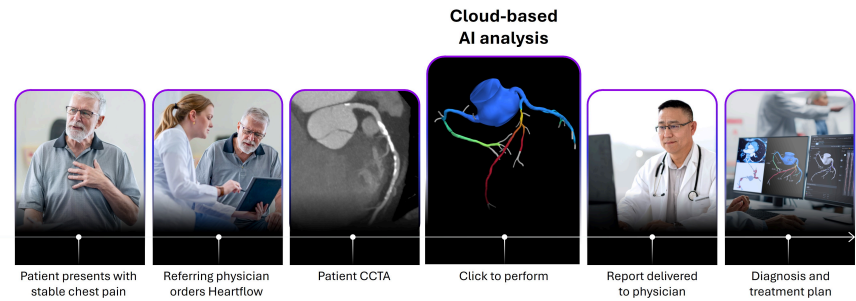 Cloud-based
AI analysis
Patient presents with
stable chest pain
Referring physician
orders Heartflow
Patient CCTA
Click to perform
Report delivered
to physician
Diagnosis and
treatment plan